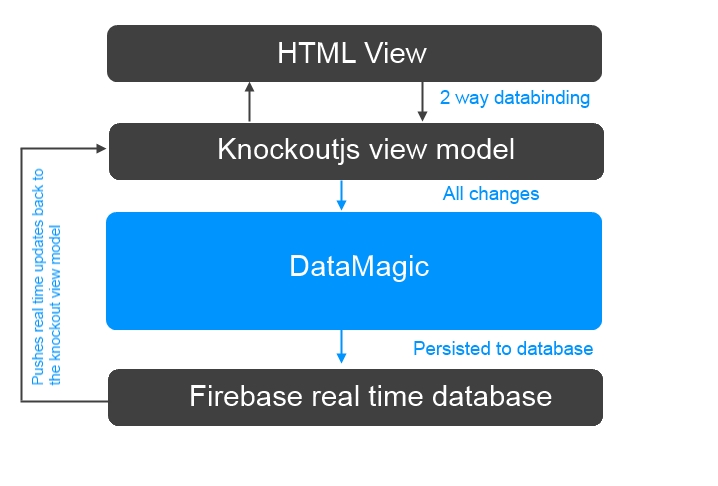 HTML View
2 way databinding
Knockoutjs view model
All changes
Pushes real time updates back to
the knockout view model
DataMagic
Persisted to database
Firebase real time database